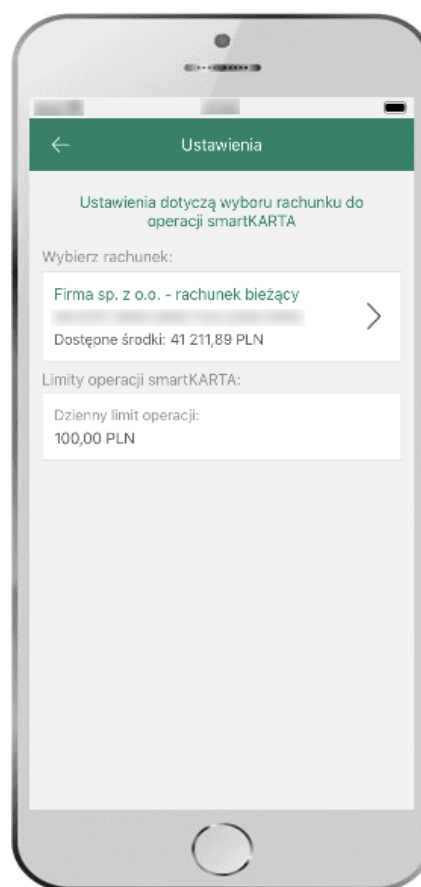 Ustawienia
Ustawienia dotyczą wyboru rachunku do
operacji smartKARTA
Wybierz rachunek:
Firma sp. z o.o. - rachunek bieżący
Dostępne środki: 41 211,89 PLN
Limity operacji smartKARTA:
Dzienny limit operacji:
100,00 PLN